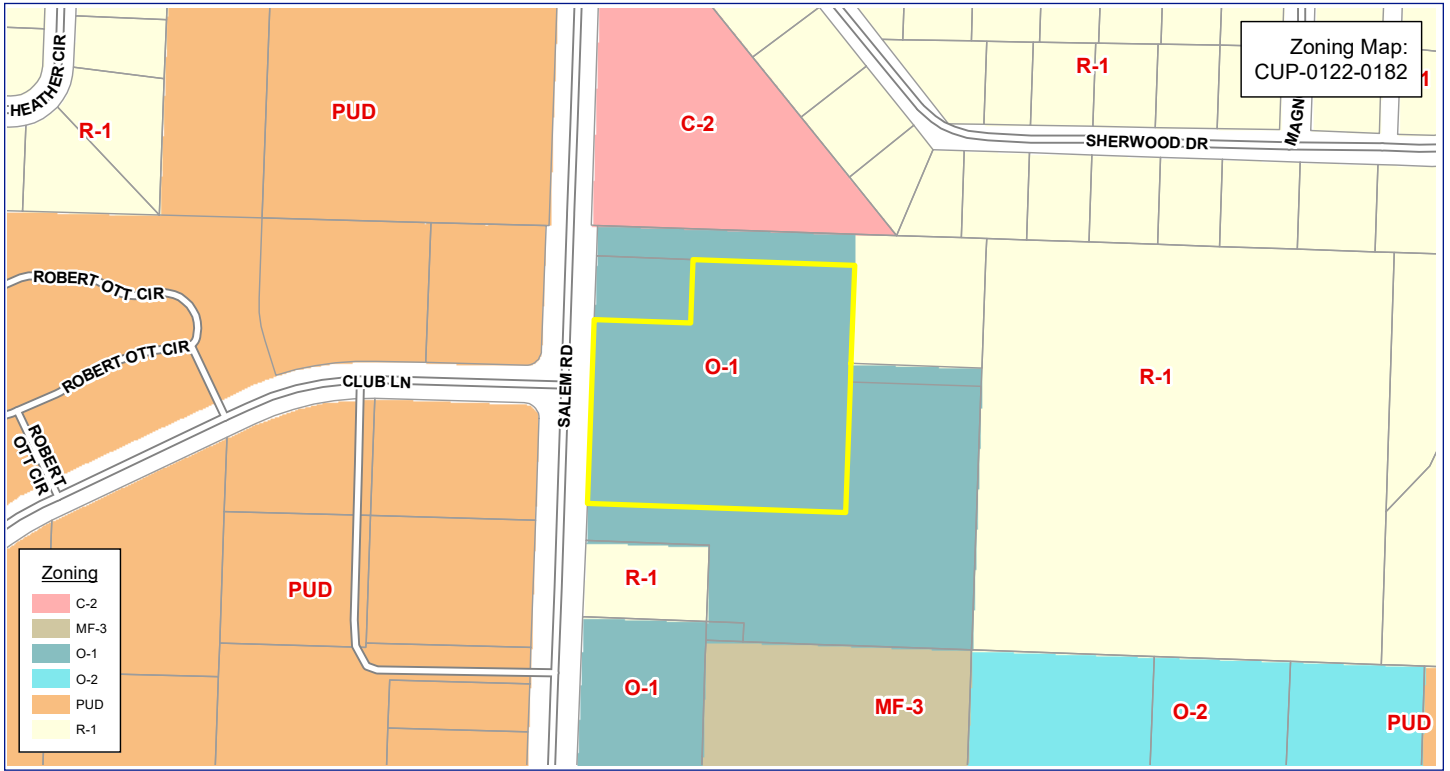 Zoning Map:
CUP-0122-0182
HEATHER CIR
R-1
PUD
C-2
R-1
1
MAGN
SHERWOOD DR
ROBERT OTT CIR
ROBERT OTT CIR
ROBERT
OTT CIR
CLUB LN
SALEM RD
O-1
R-1
R-1
PUD
O-1
MF-3
O-2
PUD
Zoning
C-2
MF-3
O-1
O-2
PUD
R-1